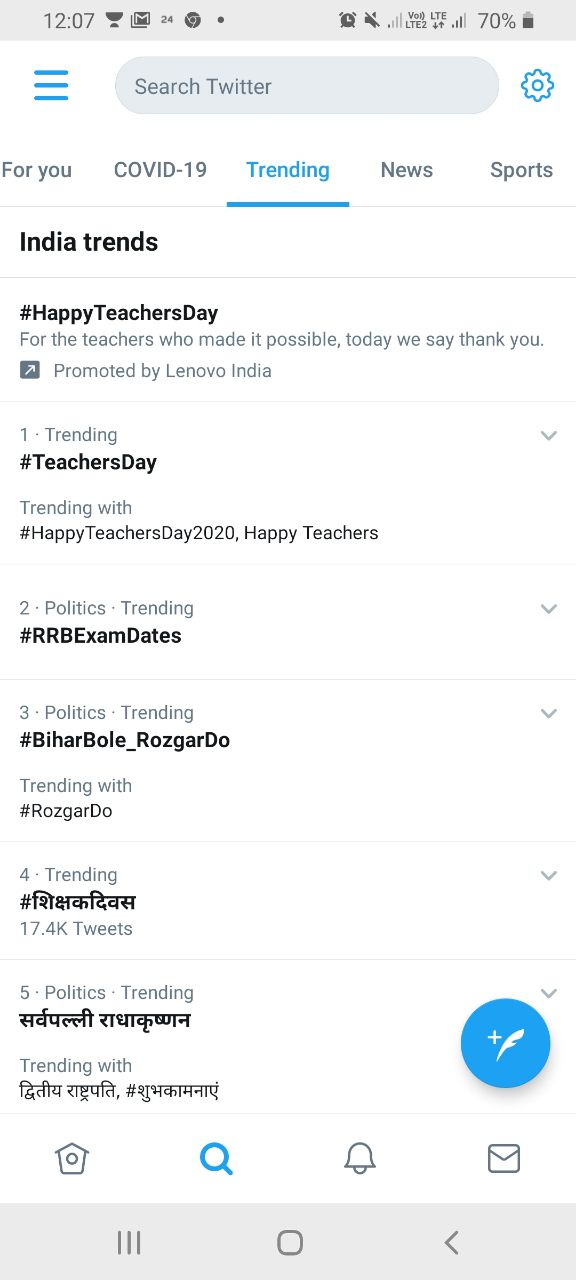 12:07 24 Vo) LTE LTE2 70%
Search Twitter
For you COVID-19 Trending News Sports
India trends
#HappyTeachersDay
For the teachers who made it possible, today we say thank you.
Promoted by Lenovo India
1 · Trending
#TeachersDay
Trending with
#HappyTeachersDay2020, Happy Teachers
2 · Politics · Trending
#RRBExamDates
3 · Politics · Trending
#BiharBole_RozgarDo
Trending with
#RozgarDo
4 · Trending
#शिक्षकदिवस
17.4K Tweets
5 · Politics · Trending
सर्वपल्ली राधाकृष्णन
Trending with
द्वितीय राष्ट्रपति, #शुभकामनाएं